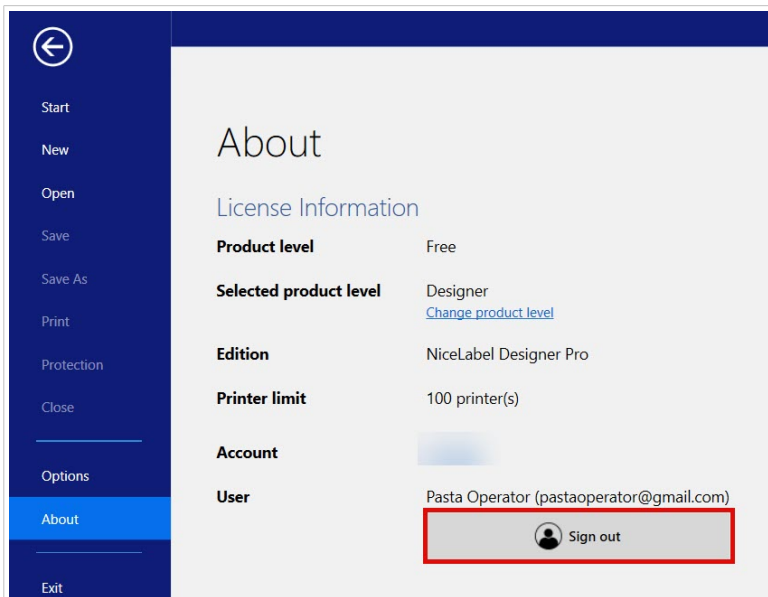 Start
New
Open
Save
Save As
Print
Protection
Close
Options
About
Exit
About
License Information
Product level Free
Selected product level Designer
Change product level
Edition NiceLabel Designer Pro
Printer limit 100 printer(s)
Account
User Pasta Operator (pastaoperator@gmail.com)
Sign out